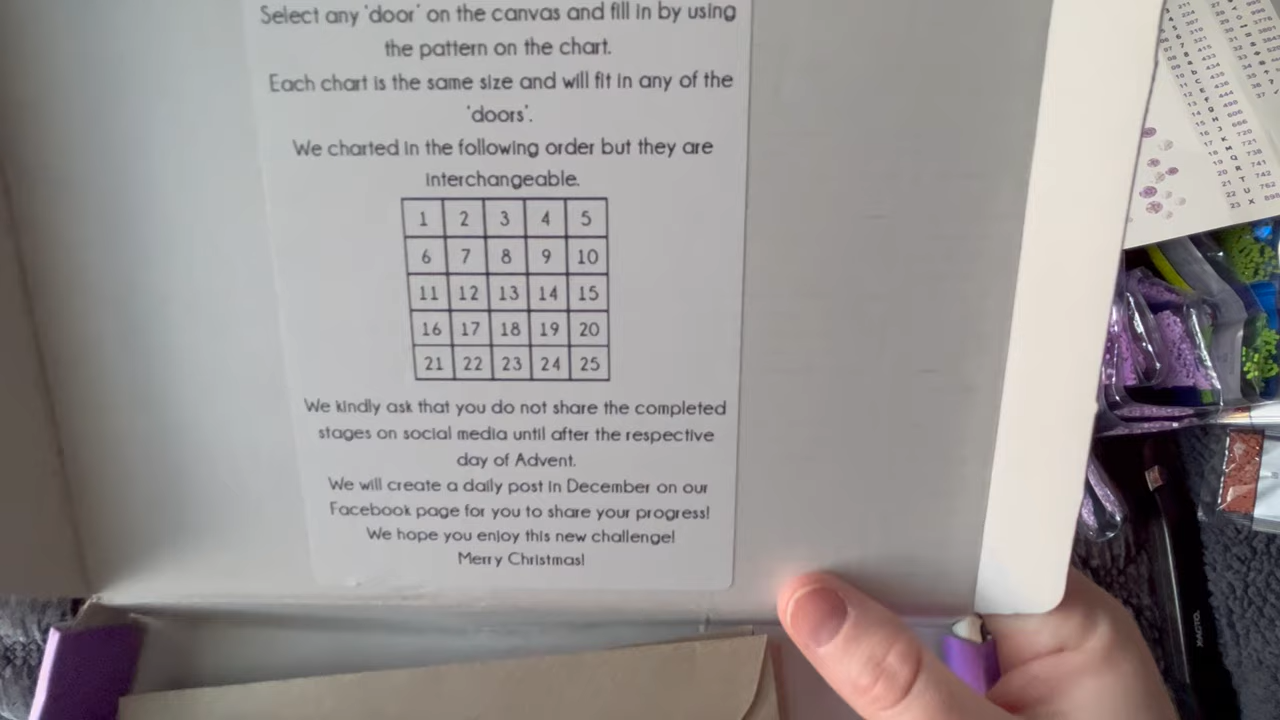 Select any 'door' on the canvas and fill in by using
the pattern on the chart.
Each chart is the same size and will fit in any of the
'doors'.
We charted in the following order but they are
interchangeable.
1 2 3 4 5
6 7 8 9 10
11 12 13 14 15
16 17 18 19 20
21 22 23 24 25
We kindly ask that you do not share the completed
stages on social media until after the respective
day of Advent.
We will create a daily post in December on our
Facebook page for you to share your progress!
We hope you enjoy this new challenge!
Merry Christmas!
XACTO